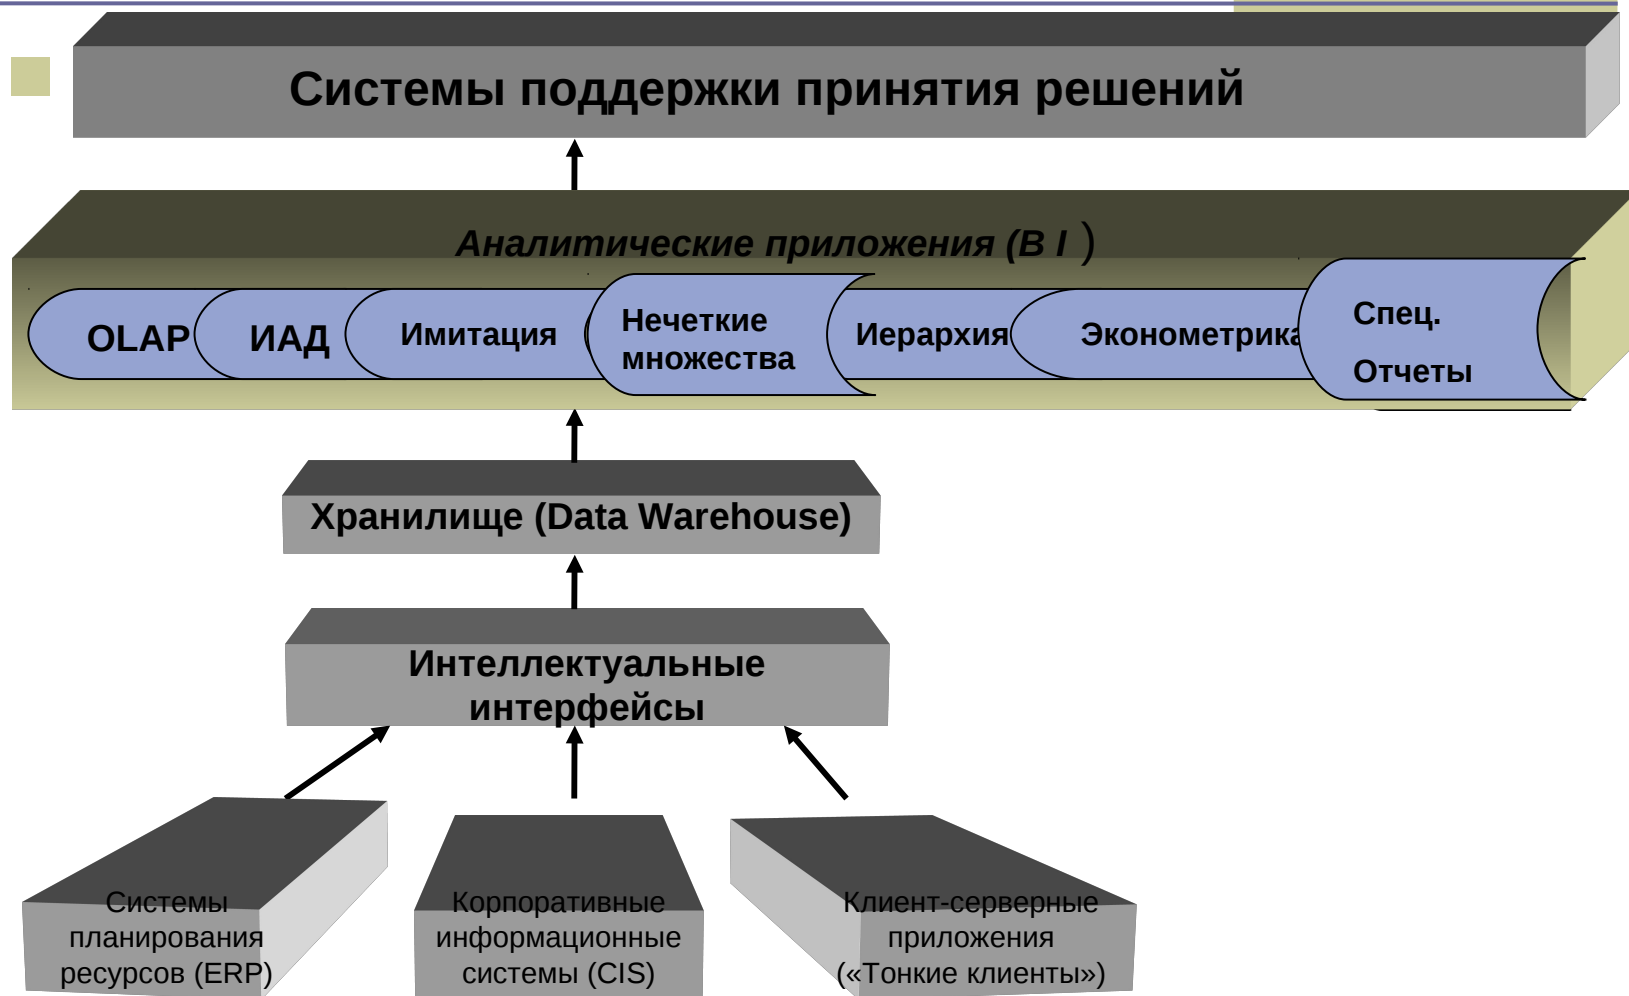 Системы поддержки принятия решений
Аналитические приложения (B I )
OLAP
ИАД
Имитация
Нечеткие
множества
Иерархия
Эконометрика
Спец.
Отчеты
Хранилище (Data Warehouse)
Интеллектуальные
интерфейсы
Системы
планирования
ресурсов (ERP)
Корпоративные
информационные
системы (CIS)
Клиент-серверные
приложения
(«Тонкие клиенты»)